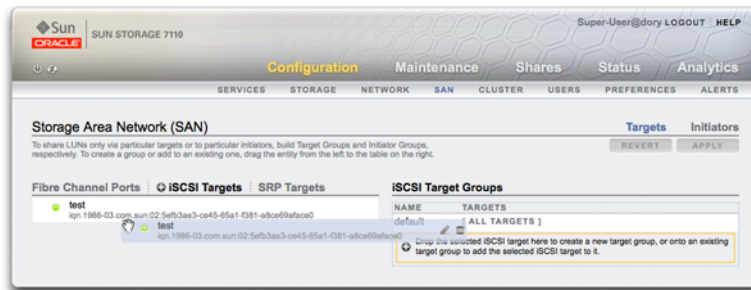 Sun
ORACLE
SUN STORAGE 7110
Super-User@dory LOGOUT HELP
Configuration Maintenance Shares Status Analytics
SERVICES STORAGE NETWORK SAN CLUSTER USERS PREFERENCES ALERTS
Storage Area Network (SAN)
Targets Initiators
To share LUNs only via particular targets or to particular initiators, build Target Groups and Initiator Groups,
respectively. To create a group or add to an existing one, drag the entity from the left to the table on the right.
REVERT APPLY
Fibre Channel Ports iSCSI Targets SRP Targets
test
iqn.1986-03.com.sun:02:5efb3ae3-ce45-65a1-f381-a8ce69aface0
test
iqn.1986-03.com.sun:02:5efb3ae3-ce45-65a1-f381-a8ce69aface0
iSCSI Target Groups
NAME TARGETS
default [ ALL TARGETS ]
Drop the selected iSCSI target here to create a new target group, or onto an existing
target group to add the selected iSCSI target to it.